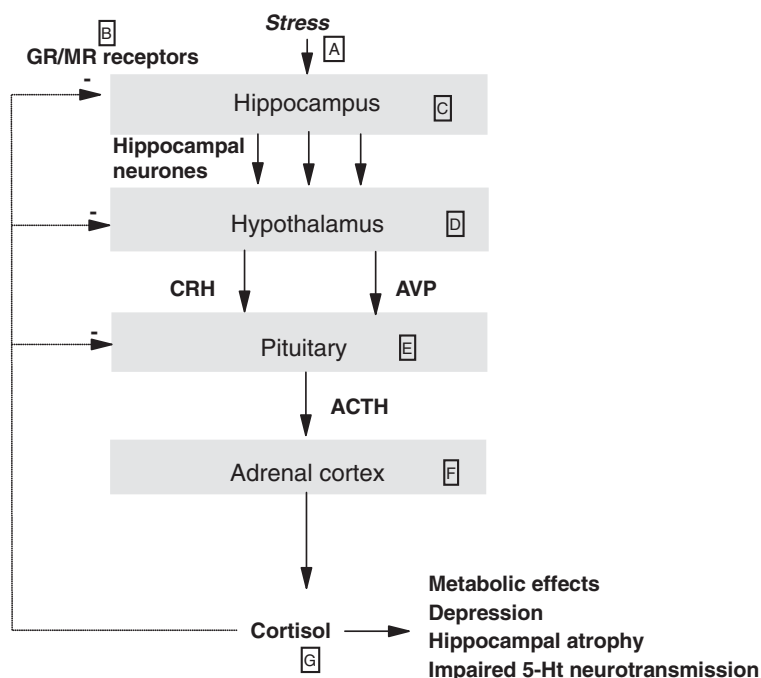 Stress
A
B
GR/MR receptors
-
Hippocampus C
Hippocampal
neurones
-
Hypothalamus D
CRH AVP
-
Pituitary E
ACTH
Adrenal cortex F
Cortisol
G
Metabolic effects
Depression
Hippocampal atrophy
Impaired 5-Ht neurotransmission